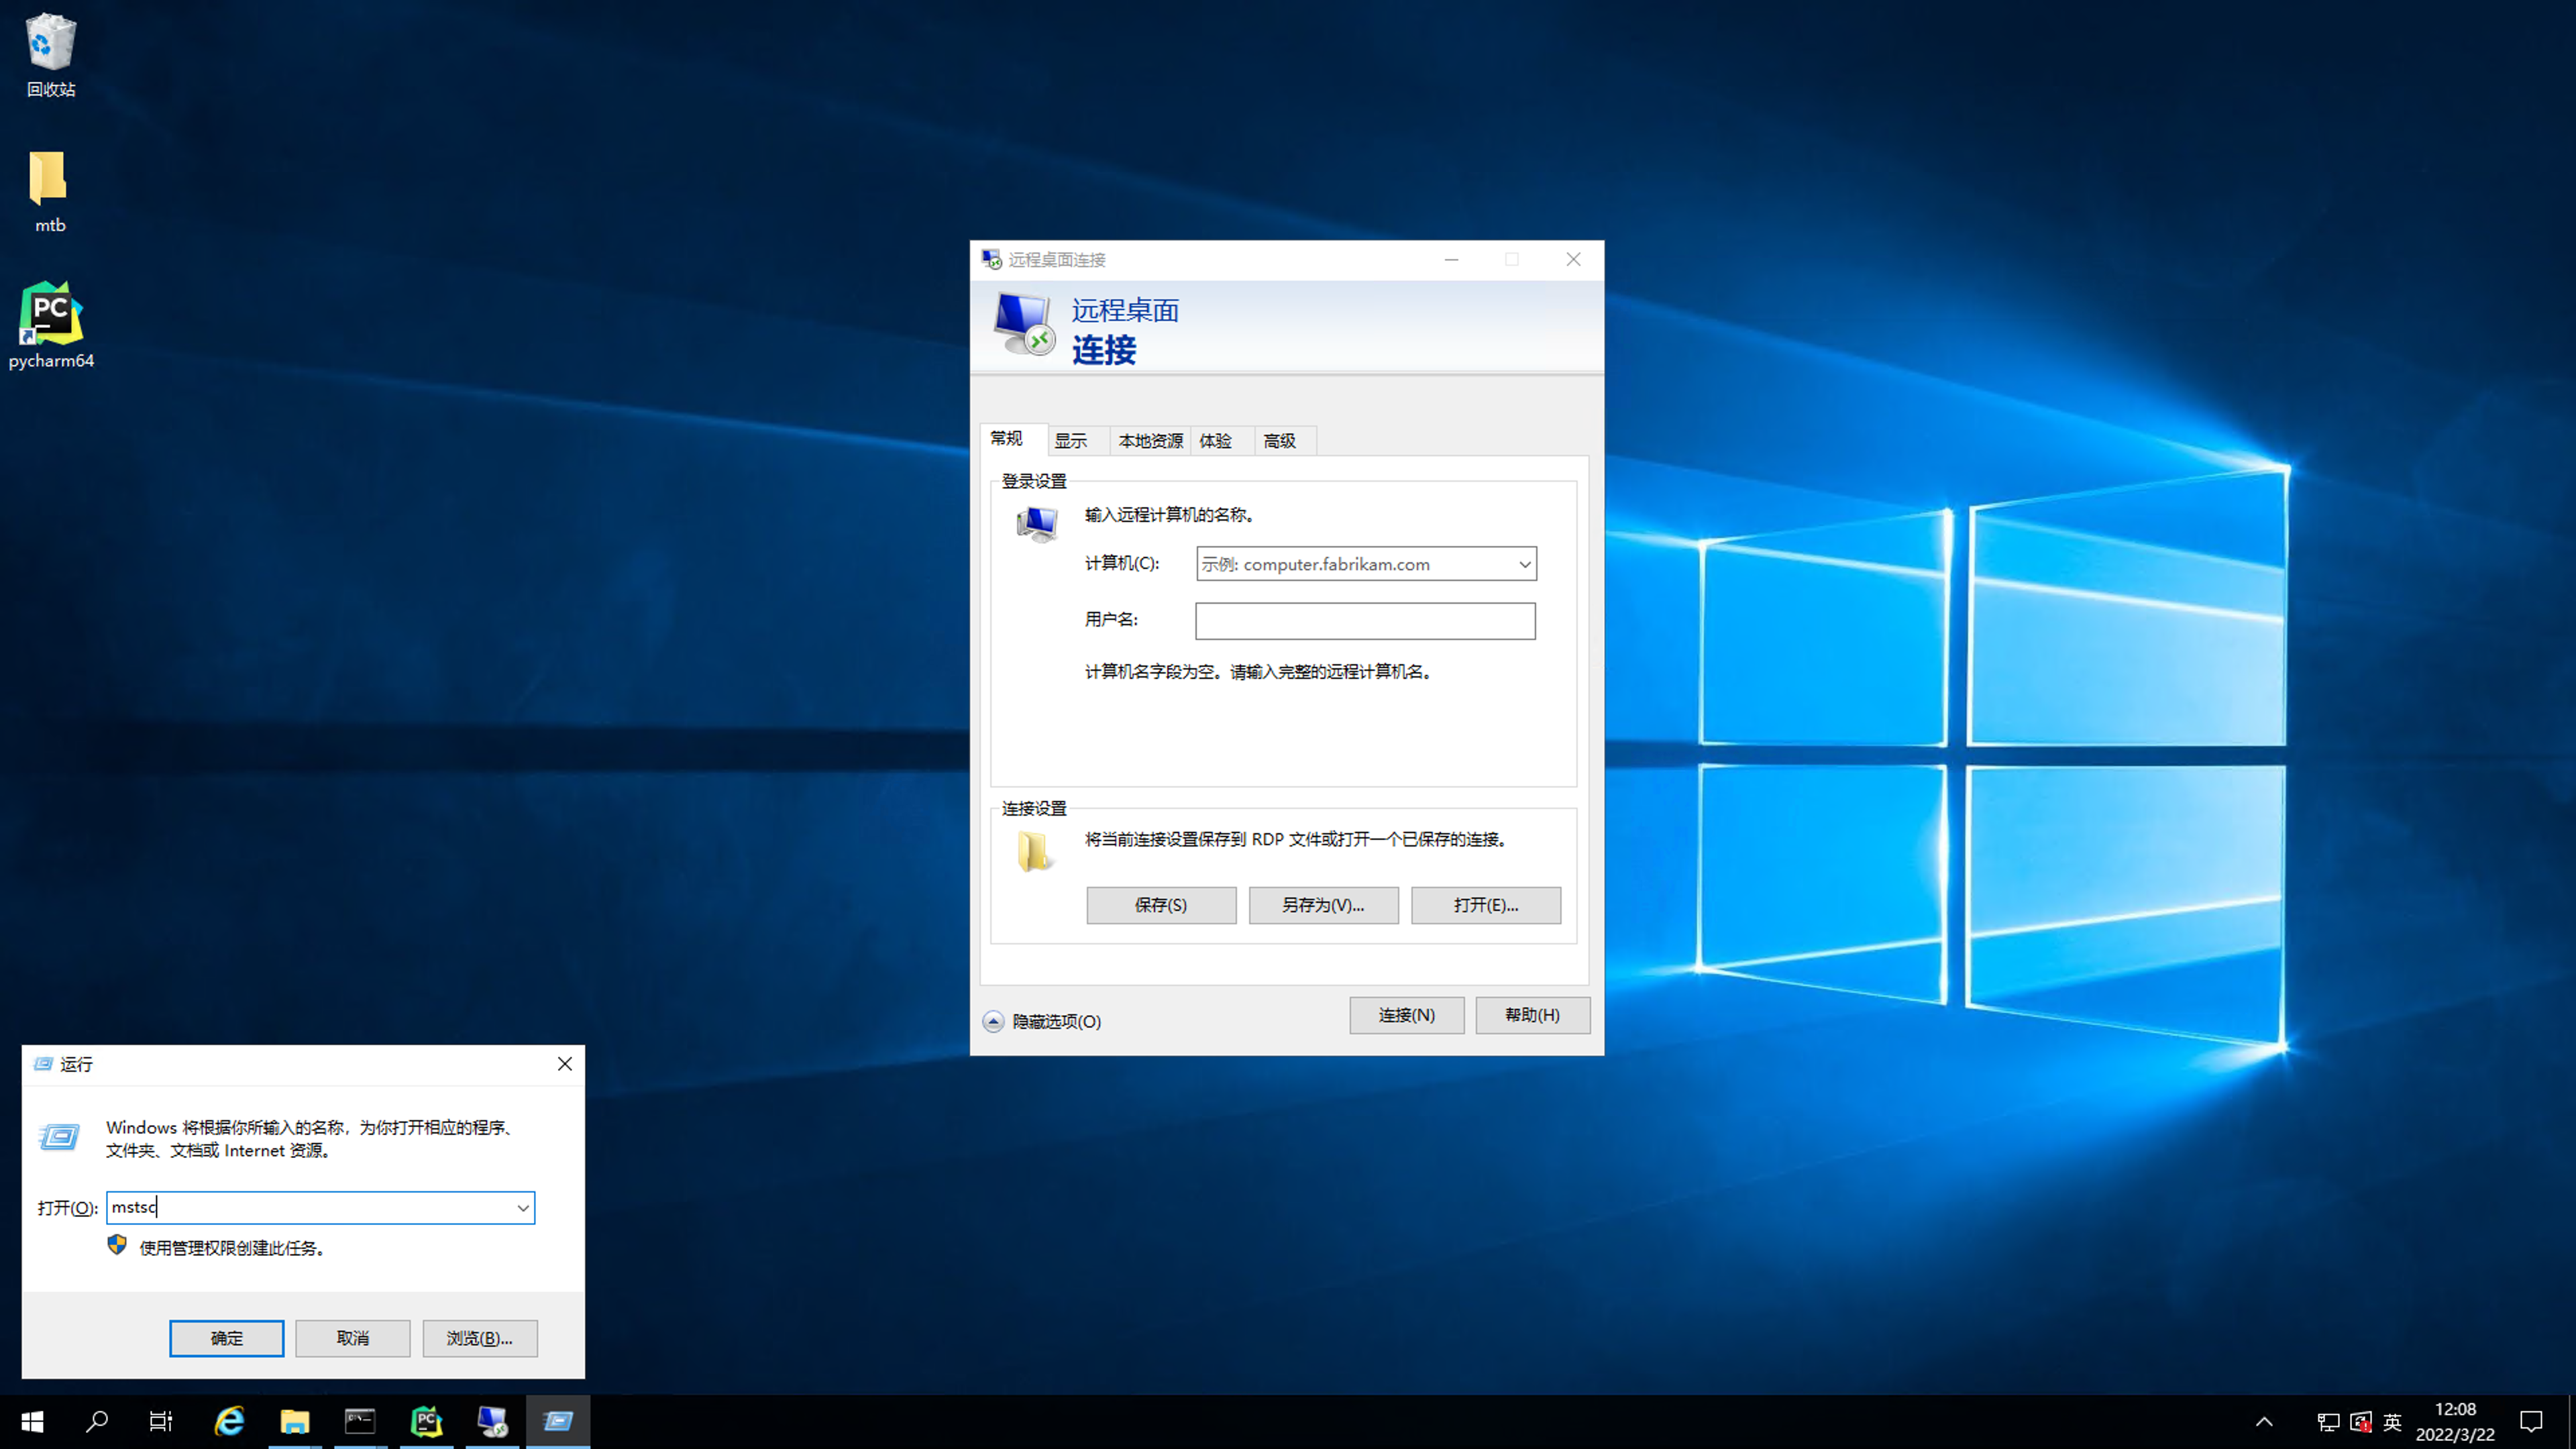 回收站
mtb
PC
pycharm64
远程桌面连接
远程桌面
连接
常规 显示 本地资源 体验 高级
登录设置
输入远程计算机的名称。
计算机(C): 示例: computer.fabrikam.com
用户名:
计算机名字段为空。请输入完整的远程计算机名。
连接设置
将当前连接设置保存到 RDP 文件或打开一个已保存的连接。
保存(S) 另存为(V)... 打开(E)...
隐藏选项(O) 连接(N) 帮助(H)
运行
Windows 将根据你所输入的名称，为你打开相应的程序、
文件夹、文档或 Internet 资源。
打开(O): mstsc
使用管理权限创建此任务。
确定 取消 浏览(B)...
PC 英 12:08
2022/3/22